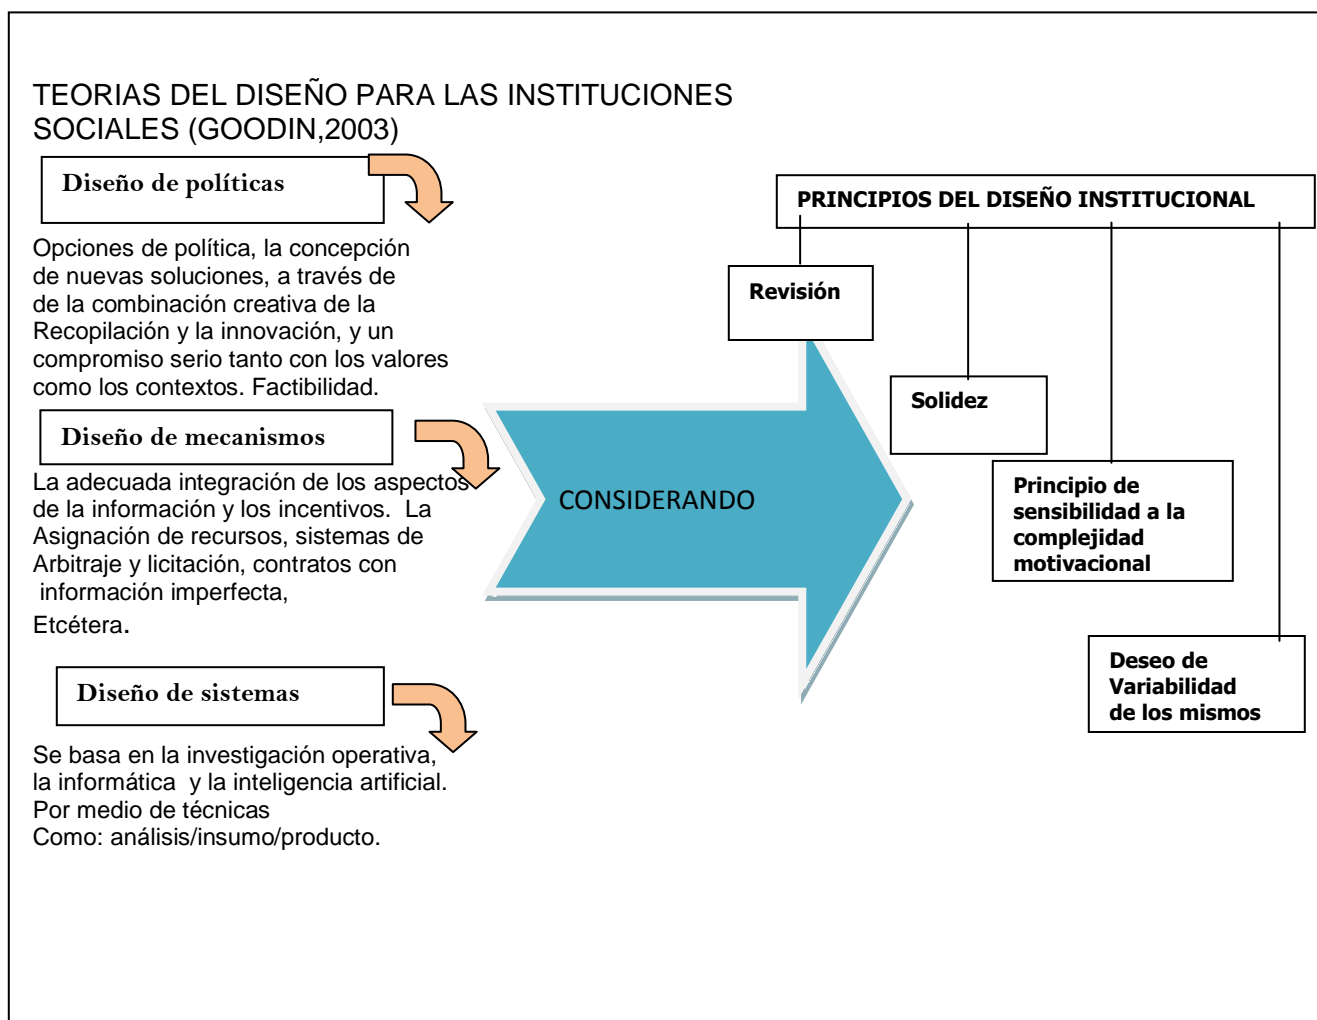 TEORIAS DEL DISEÑO PARA LAS INSTITUCIONES
SOCIALES (GOODIN,2003)
Diseño de políticas
Opciones de política, la concepción
de nuevas soluciones, a través de
de la combinación creativa de la
Recopilación y la innovación, y un
compromiso serio tanto con los valores
como los contextos. Factibilidad.
Diseño de mecanismos
La adecuada integración de los aspectos
de la información y los incentivos. La
Asignación de recursos, sistemas de
Arbitraje y licitación, contratos con
información imperfecta,
Etcétera.
Diseño de sistemas
Se basa en la investigación operativa,
la informática y la inteligencia artificial.
Por medio de técnicas
Como: análisis/insumo/producto.
CONSIDERANDO
PRINCIPIOS DEL DISEÑO INSTITUCIONAL
Revisión
Solidez
Principio de
sensibilidad a la
complejidad
motivacional
Deseo de
Variabilidad
de los mismos